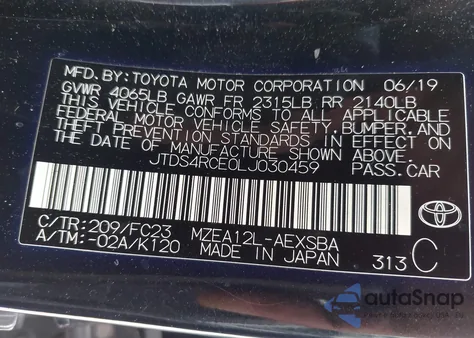 MFD.BY:TOYOTA MOTOR CORPORATION 06/19
GVWR 4065LB GAWR FR 2315LB RR 2140LB
THIS VEHICLE CONFORMS TO ALL APPLICABLE
FEDERAL MOTOR VEHICLE SAFETY,BUMPER,AND
THEFT PREVENTION STANDARDS IN EFFECT ON
THE DATE OF MANUFACTURE SHOWN ABOVE.
JTDS4RCE0LJ030459 PASS.CAR
C/TR:209/FC23 MZEA12L-AEXSBA
A/TM:-02A/K120 MADE IN JAPAN 313 C
TOYOTA
autoSnap